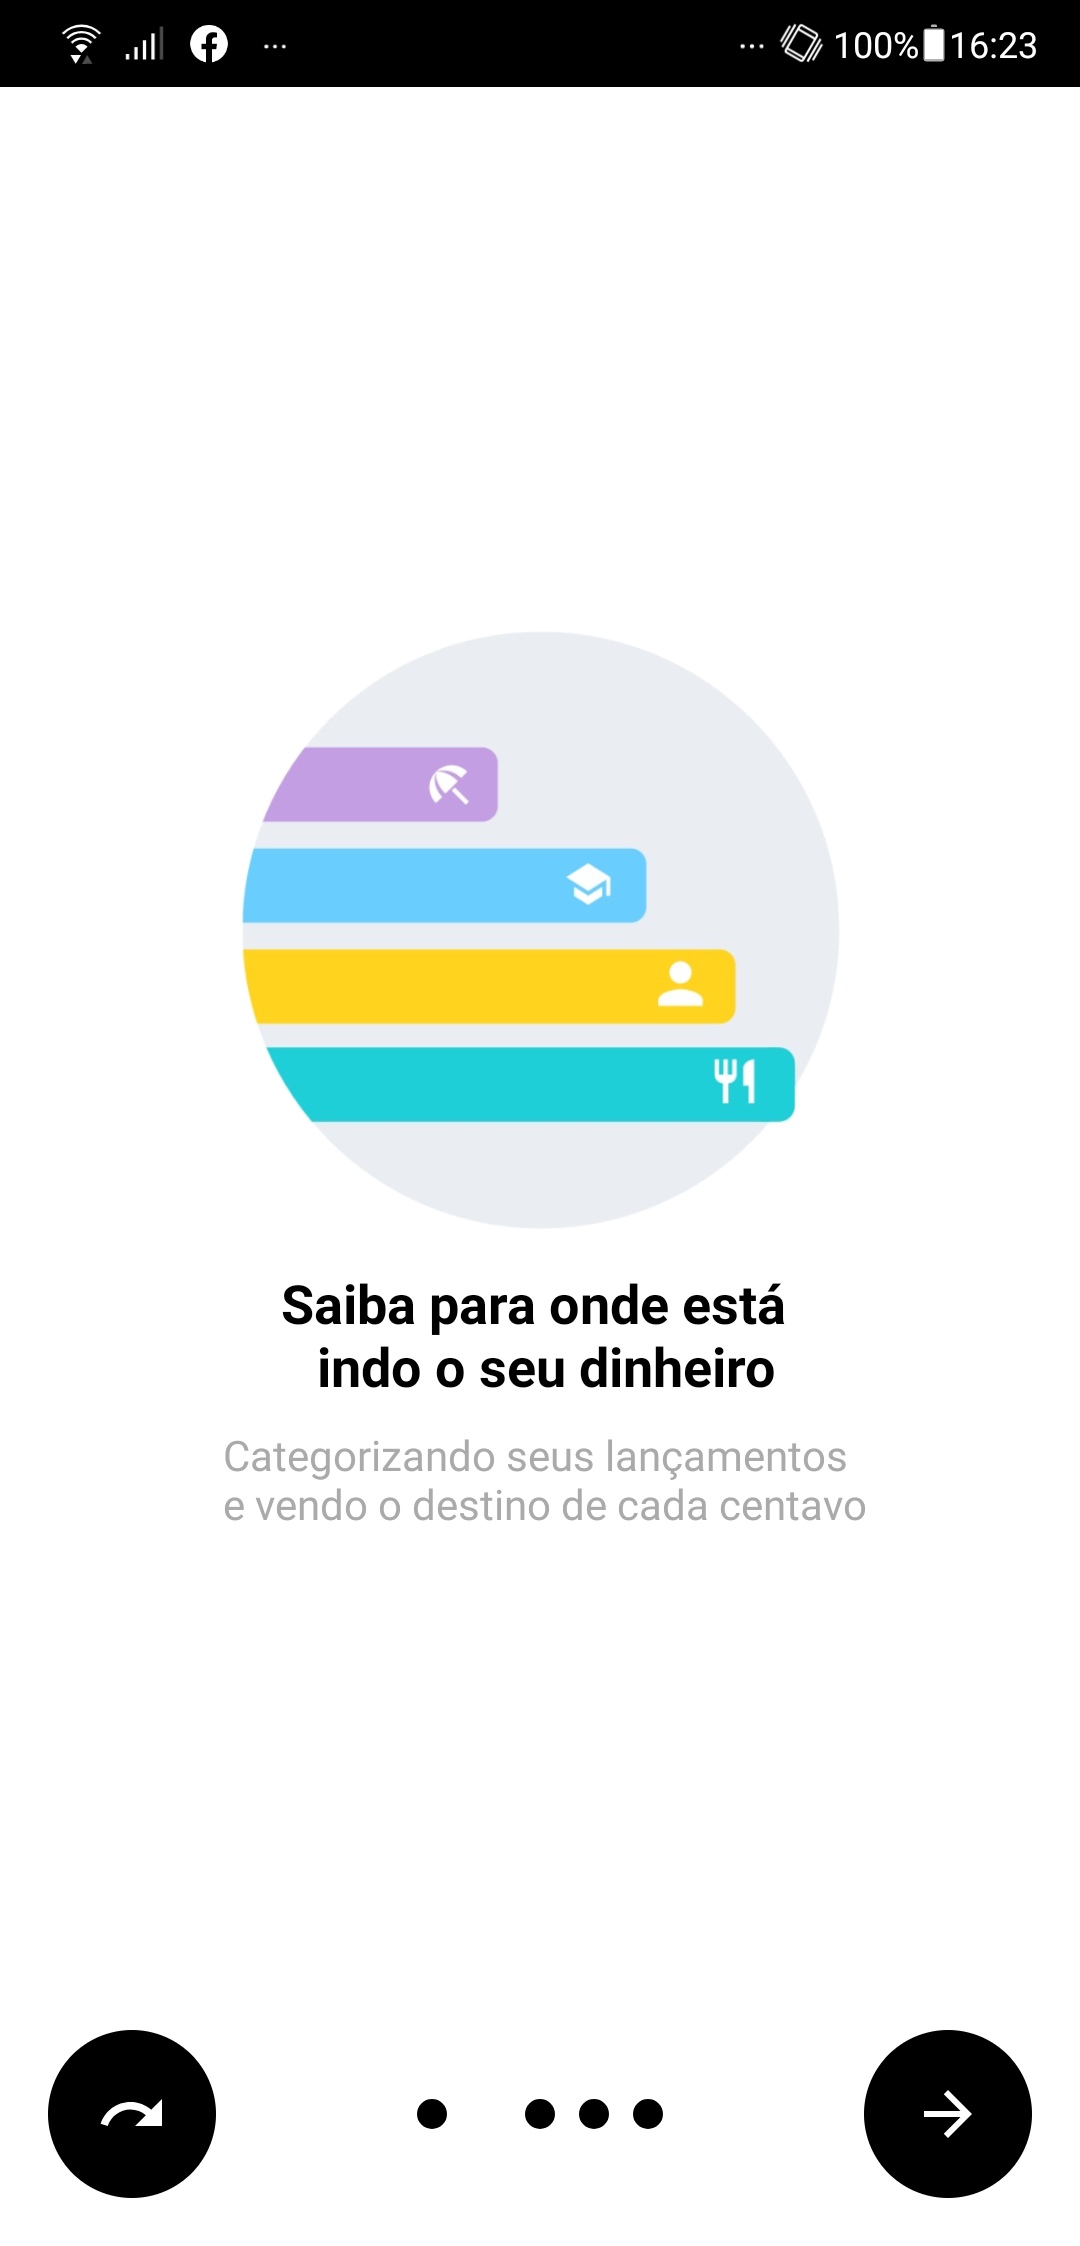 100% 16:23
Saiba para onde está
indo o seu dinheiro
Categorizando seus lançamentos
e vendo o destino de cada centavo